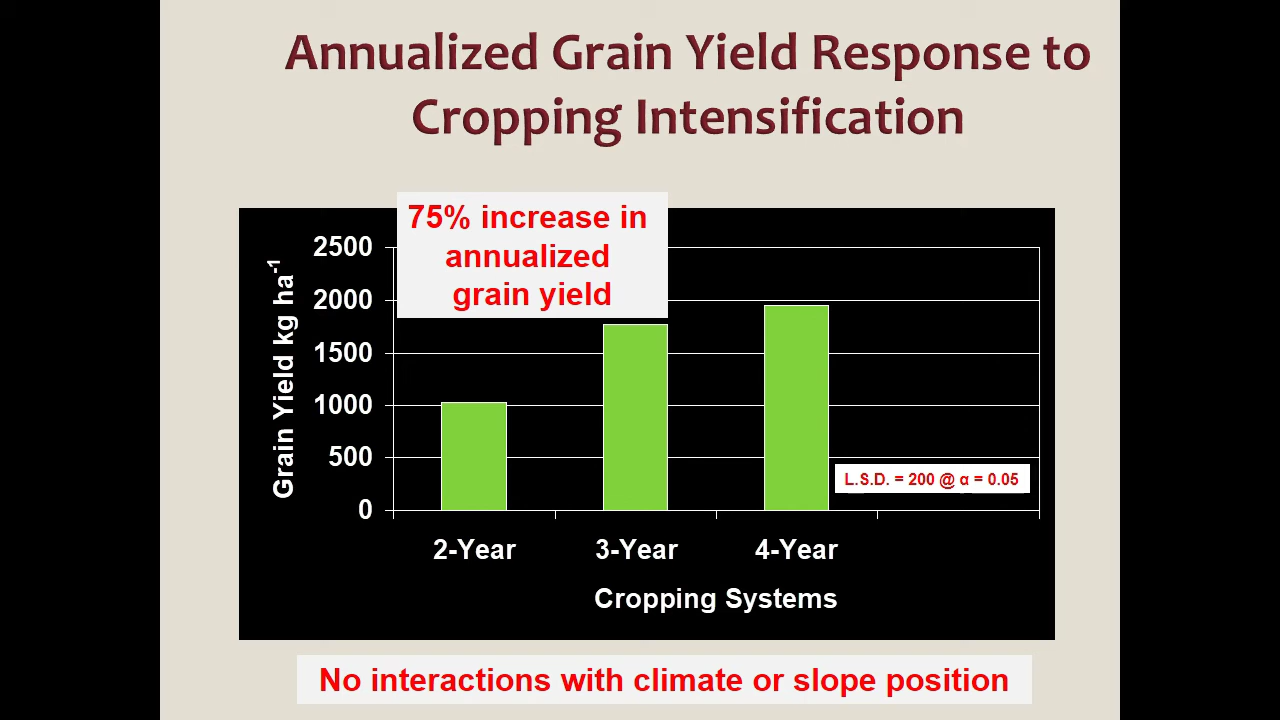 Annualized Grain Yield Response to
Cropping Intensification
75% increase in
annualized
grain yield
Grain Yield kg ha⁻¹
2500
2000
1500
1000
500
0
L.S.D. = 200 @ α = 0.05
2-Year 3-Year 4-Year
Cropping Systems
No interactions with climate or slope position